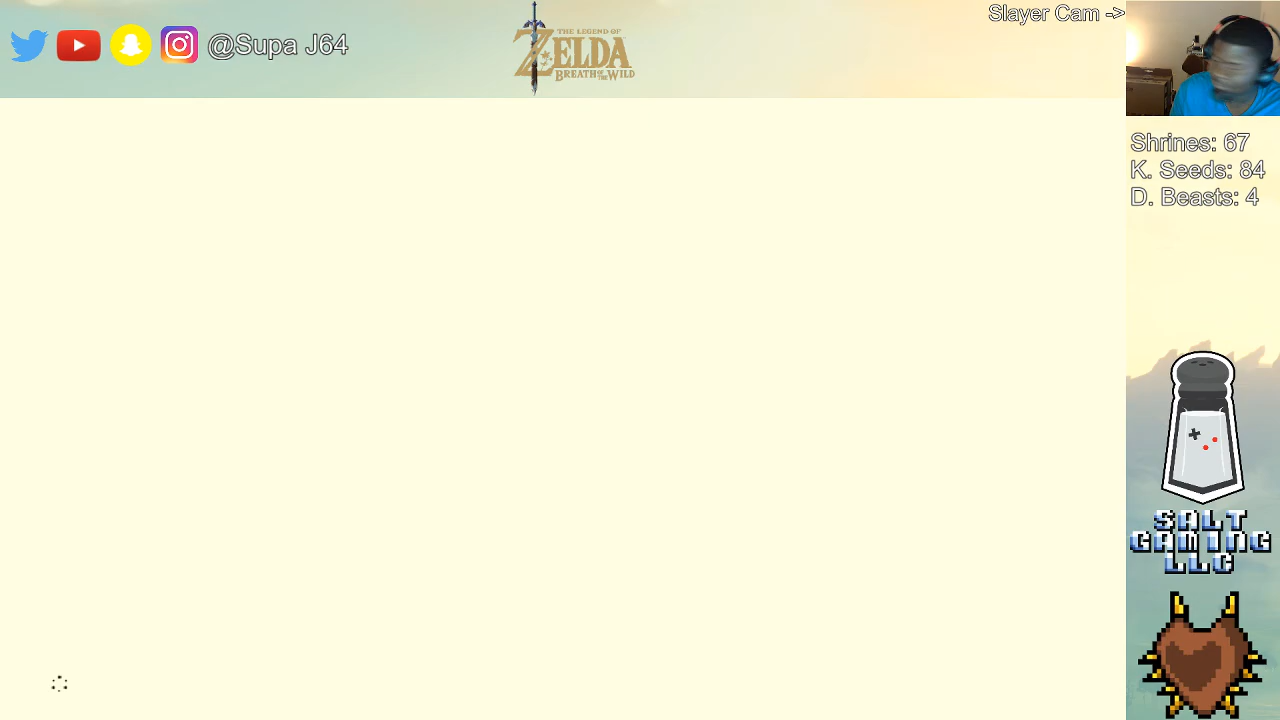 @Supa J64
THE LEGEND OF
ZELDA
BREATH OF THE WILD
Slayer Cam ->
Shrines: 67
K. Seeds: 84
D. Beasts: 4
SALT
GAMING
LLC